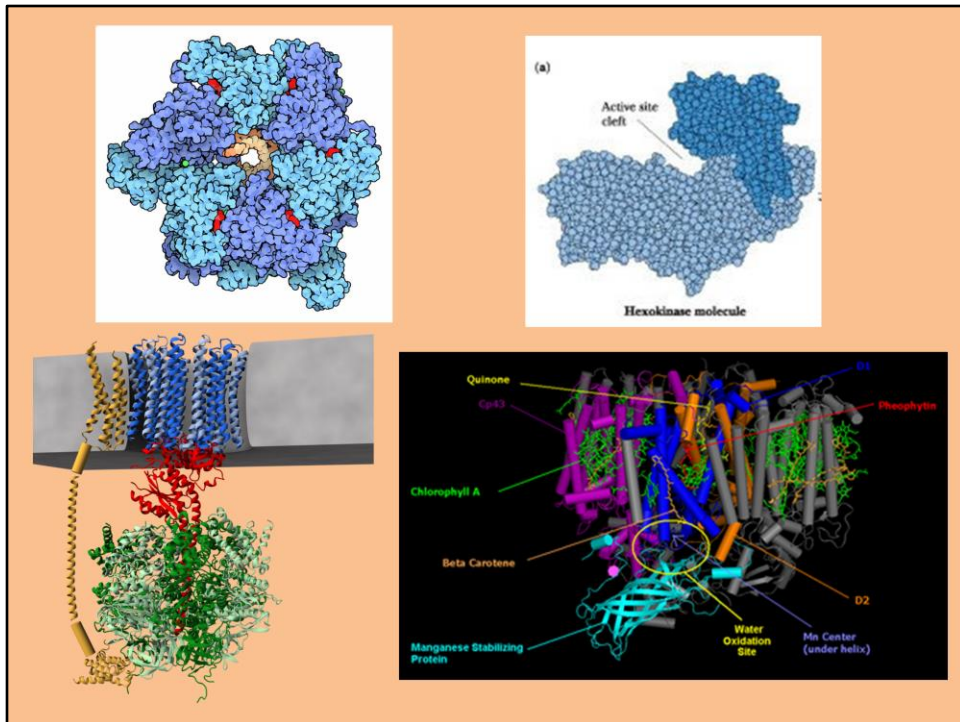 (a)
Active site
cleft
Hexokinase molecule
Quinone
D1
Cp43
Pheophytin
Chlorophyll A
Beta Carotene
D2
Water
Oxidation
Site
Mn Center
(under helix)
Manganese Stabilizing
Protein